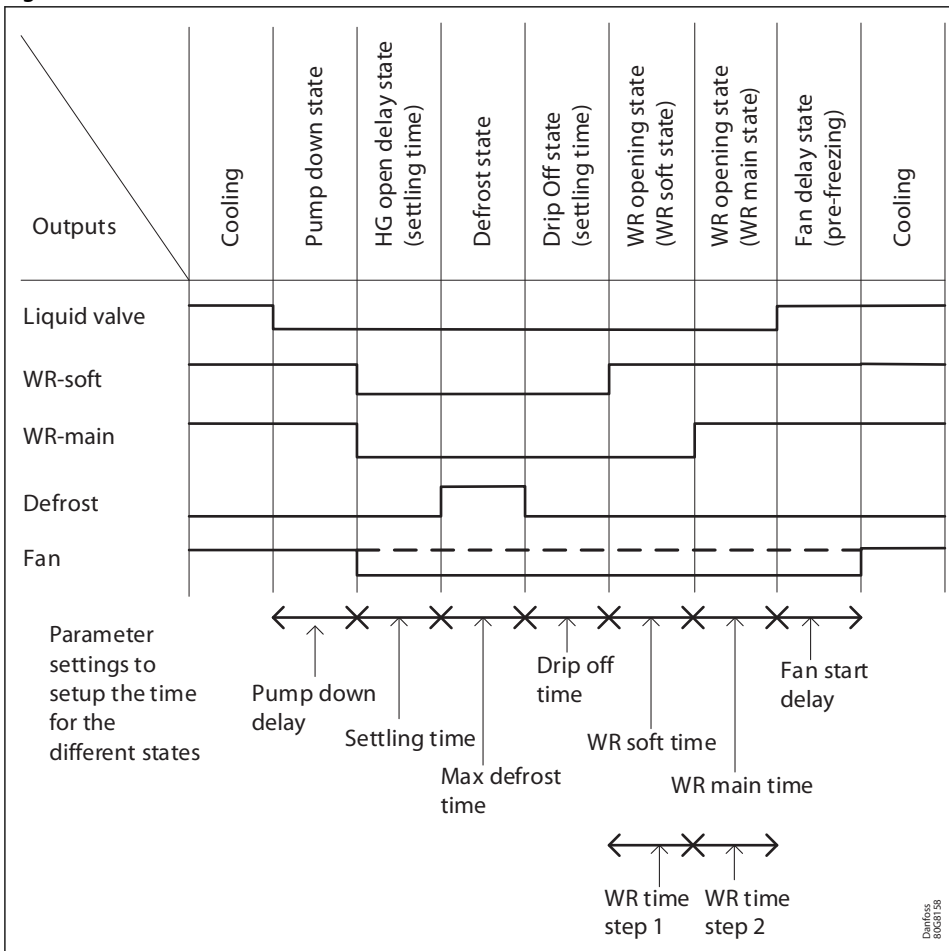 Outputs
Cooling
Pump down state
HG open delay state
(settling time)
Defrost state
Drip Off state
(settling time)
WR opening state
(WR soft state)
WR opening state
(WR main state)
Fan delay state
(pre-freezing)
Cooling
Liquid valve
WR-soft
WR-main
Defrost
Fan
Parameter
settings to
setup the time
for the
different states
Pump down
delay
Settling time
Max defrost
time
Drip off
time
WR soft time
WR main time
Fan start
delay
WR time
step 1
WR time
step 2
Danfoss
80G8158